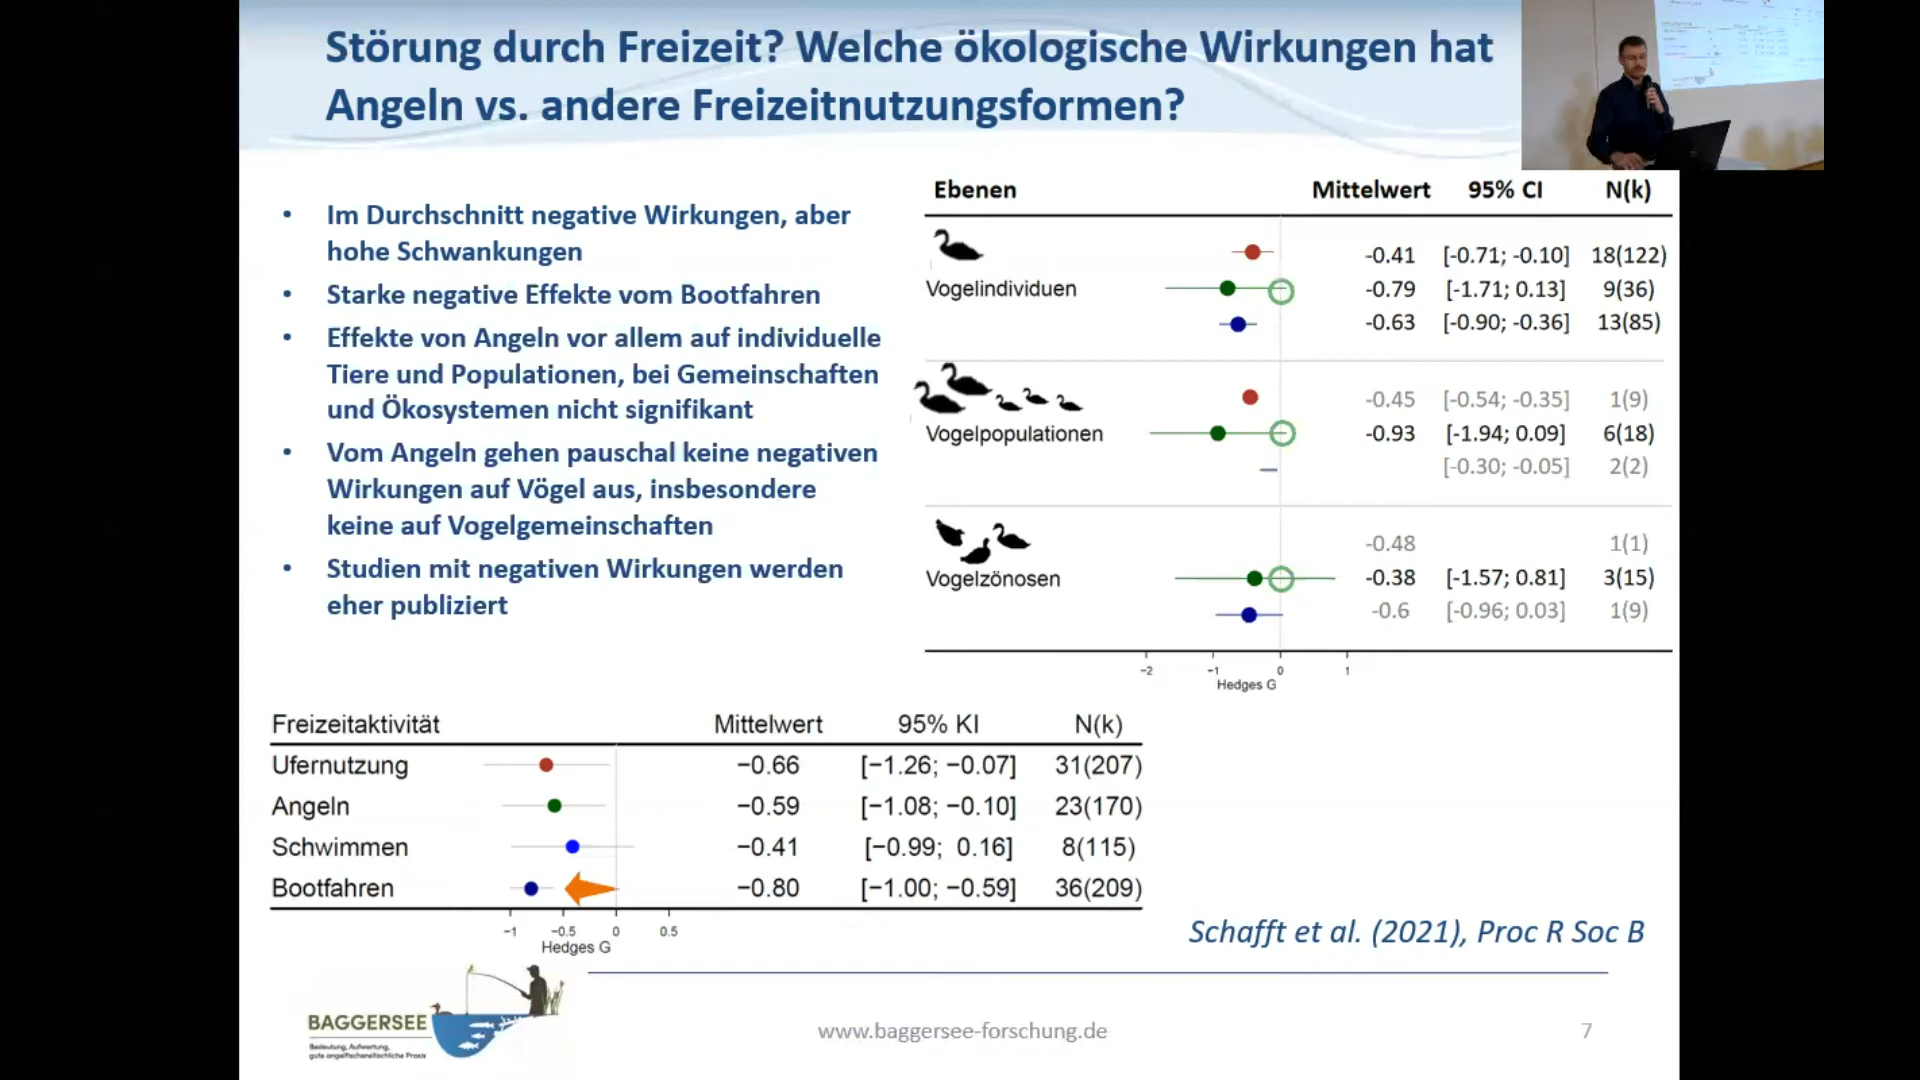 Störung durch Freizeit? Welche ökologische Wirkungen hat
Angeln vs. andere Freizeitnutzungsformen?
• Im Durchschnitt negative Wirkungen, aber
hohe Schwankungen
• Starke negative Effekte vom Bootfahren
• Effekte von Angeln vor allem auf individuelle
Tiere und Populationen, bei Gemeinschaften
und Ökosystemen nicht signifikant
• Vom Angeln gehen pauschal keine negativen
Wirkungen auf Vögel aus, insbesondere
keine auf Vogelgemeinschaften
• Studien mit negativen Wirkungen werden
eher publiziert
Ebenen Mittelwert 95% CI N(k)
-0.41 [-0.71; -0.10] 18(122)
Vogelindividuen -0.79 [-1.71; 0.13] 9(36)
-0.63 [-0.90; -0.36] 13(85)
-0.45 [-0.54; -0.35] 1(9)
Vogelpopulationen -0.93 [-1.94; 0.09] 6(18)
[-0.30; -0.05] 2(2)
-0.48 1(1)
Vogelzönosen -0.38 [-1.57; 0.81] 3(15)
-0.6 [-0.96; 0.03] 1(9)
−2 −1 0 1
Hedges G
Freizeitaktivität Mittelwert 95% KI N(k)
Ufernutzung −0.66 [−1.26; −0.07] 31(207)
Angeln −0.59 [−1.08; −0.10] 23(170)
Schwimmen −0.41 [−0.99; 0.16] 8(115)
Bootfahren −0.80 [−1.00; −0.59] 36(209)
−1 −0.5 0 0.5
Hedges G
Schafft et al. (2021), Proc R Soc B
BAGGERSEE
Bedeutung, Aufwertung,
gute angelfischereifachliche Praxis
www.baggersee-forschung.de
7